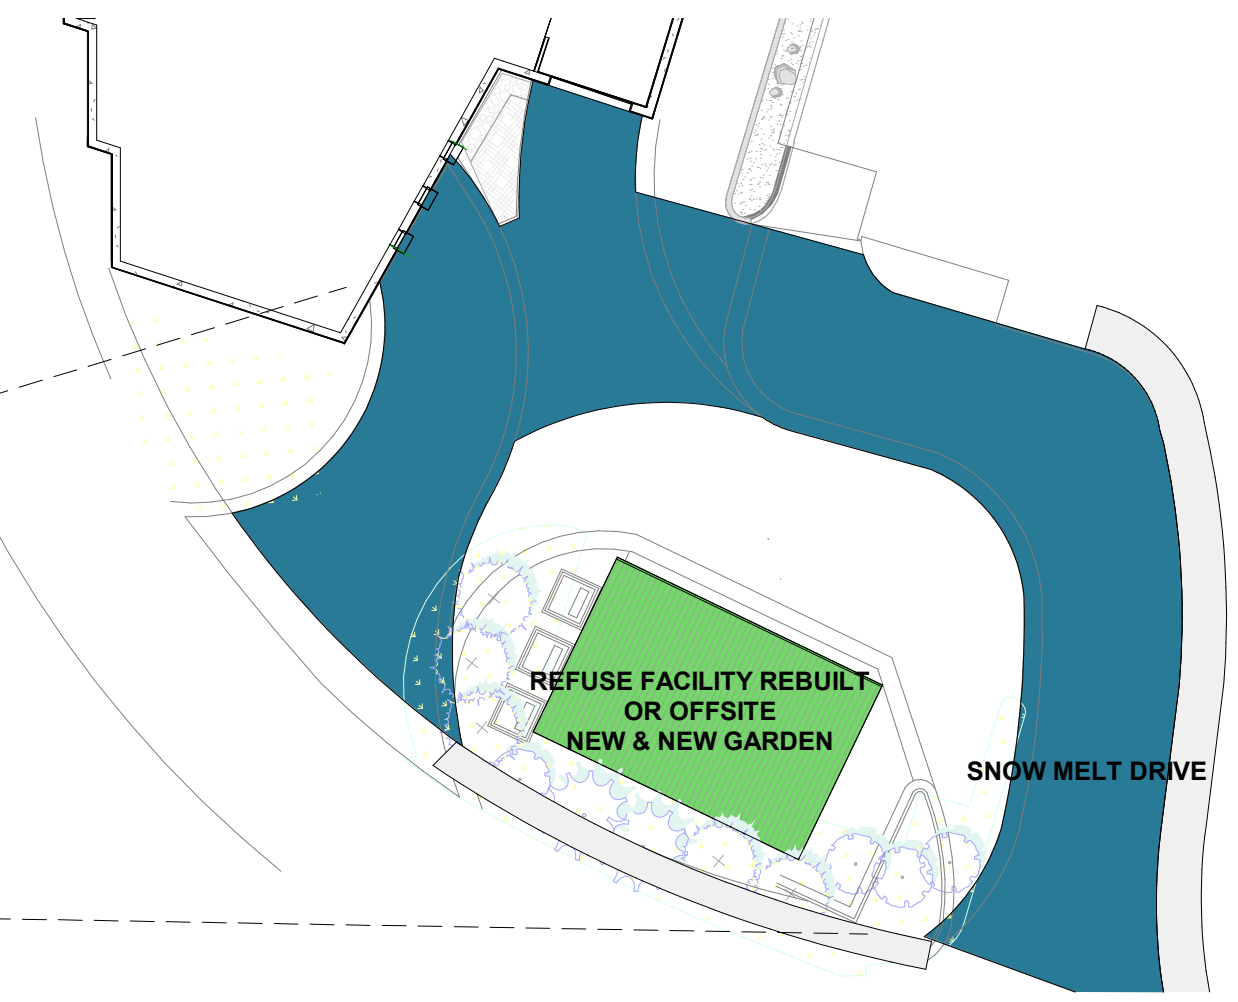 REFUSE FACILITY REBUILT
OR OFFSITE
NEW & NEW GARDEN
SNOW MELT DRIVE